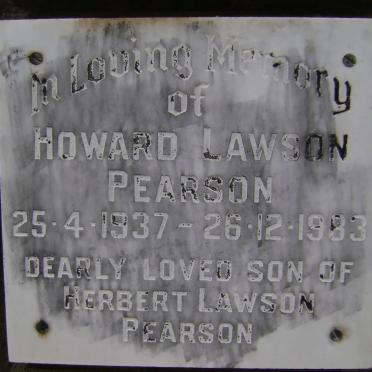 In Loving Memory
of
HOWARD LAWSON
PEARSON
25-4-1937 - 26-12-1983
DEARLY LOVED SON OF
HERBERT LAWSON
PEARSON